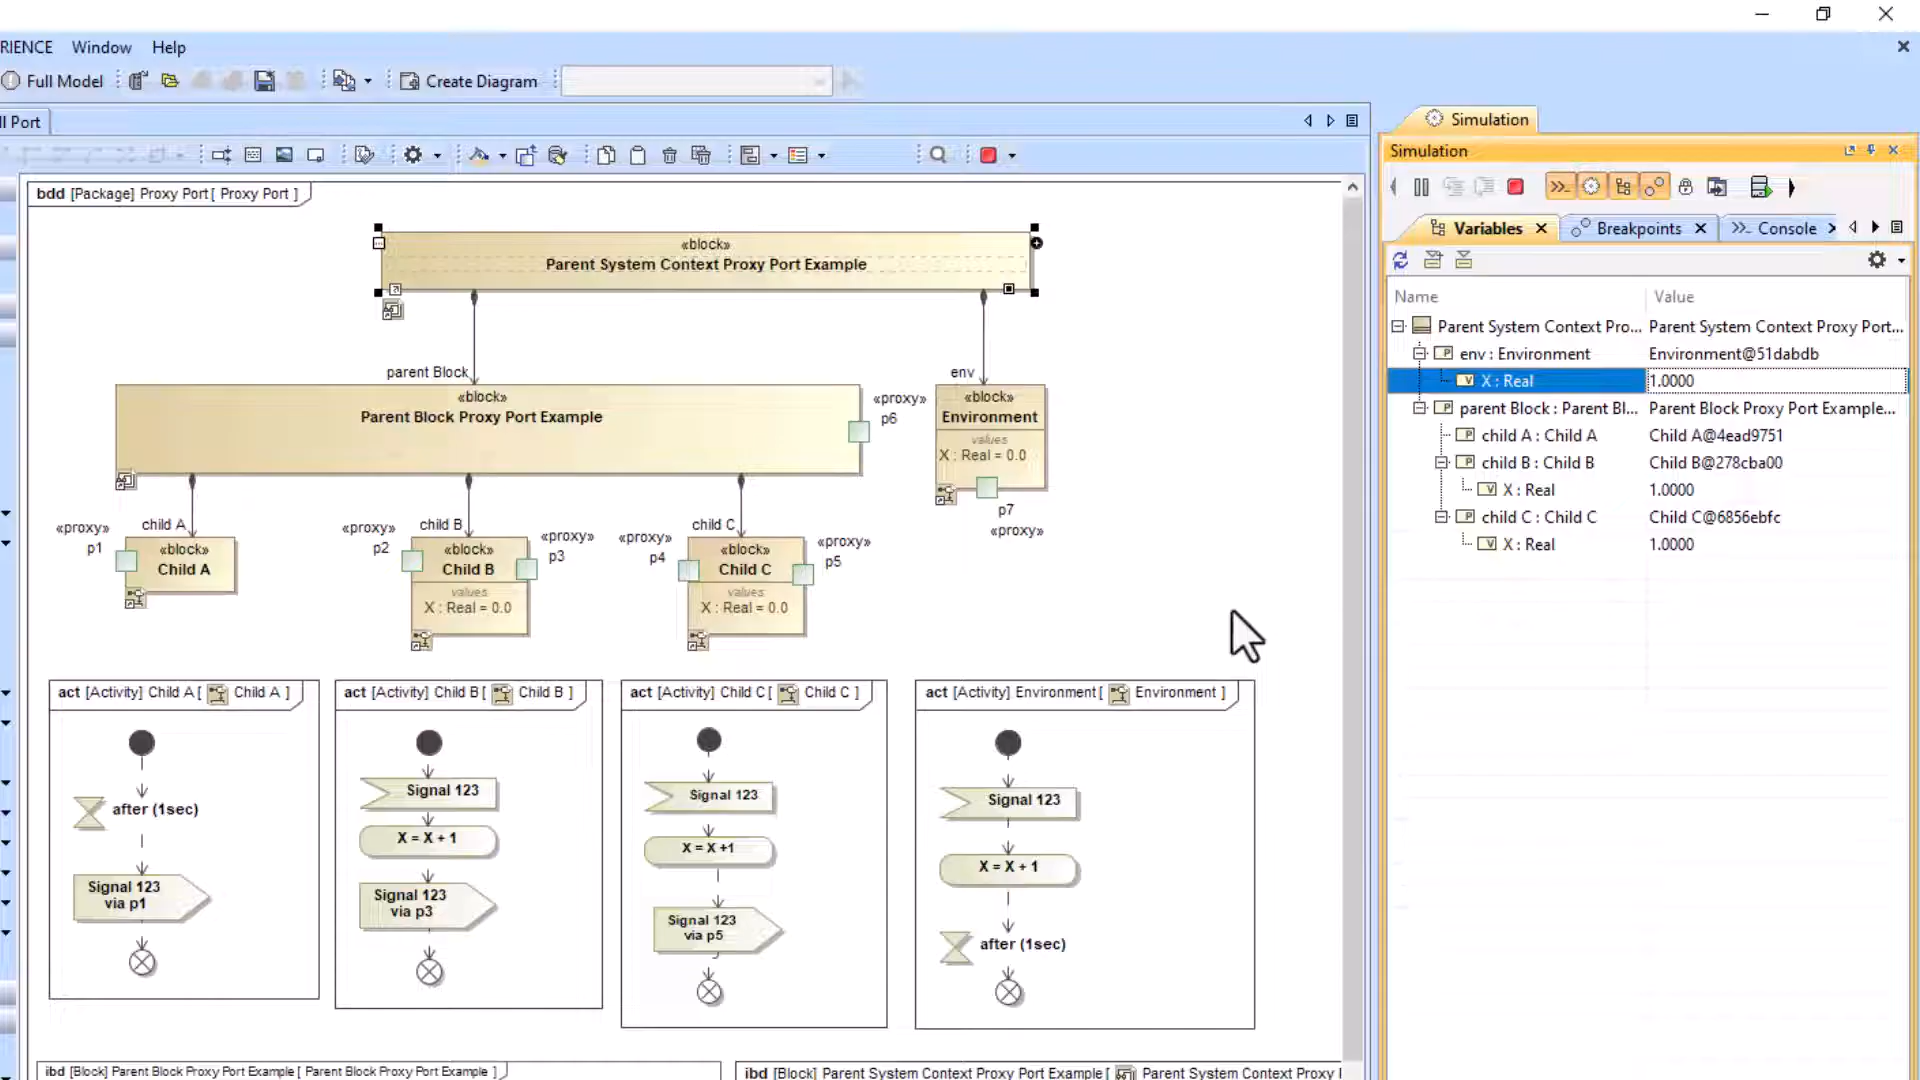 RIENCE Window Help
Full Model Create Diagram
ll Port
Simulation
Simulation
bdd [Package] Proxy Port [ Proxy Port ]
Variables Breakpoints Console
Name Value
Parent System Context Pro... Parent System Context Proxy Port...
env : Environment Environment@51dabdb
X : Real 1.0000
parent Block : Parent Bl... Parent Block Proxy Port Example...
child A : Child A Child A@4ead9751
child B : Child B Child B@278cba00
X : Real 1.0000
child C : Child C Child C@6856ebfc
X : Real 1.0000
«block»
Parent System Context Proxy Port Example
parent Block
env
«block»
Parent Block Proxy Port Example
«proxy»
p6
«block»
Environment
values
X : Real = 0.0
p7
«proxy»
«proxy»
p1
child A
«block»
Child A
«proxy»
p2
child B
«block»
Child B
values
X : Real = 0.0
«proxy»
p3
«proxy»
p4
child C
«block»
Child C
values
X : Real = 0.0
«proxy»
p5
act [Activity] Child A [ Child A ]
after (1sec)
Signal 123
via p1
act [Activity] Child B [ Child B ]
Signal 123
X = X + 1
Signal 123
via p3
act [Activity] Child C [ Child C ]
Signal 123
X = X +1
Signal 123
via p5
act [Activity] Environment [ Environment ]
Signal 123
X = X + 1
after (1sec)
ibd [Block] Parent Block Proxy Port Example [ Parent Block Proxy Port Example ]
ibd [Block] Parent System Context Proxy Port Example [ Parent System Context Proxy